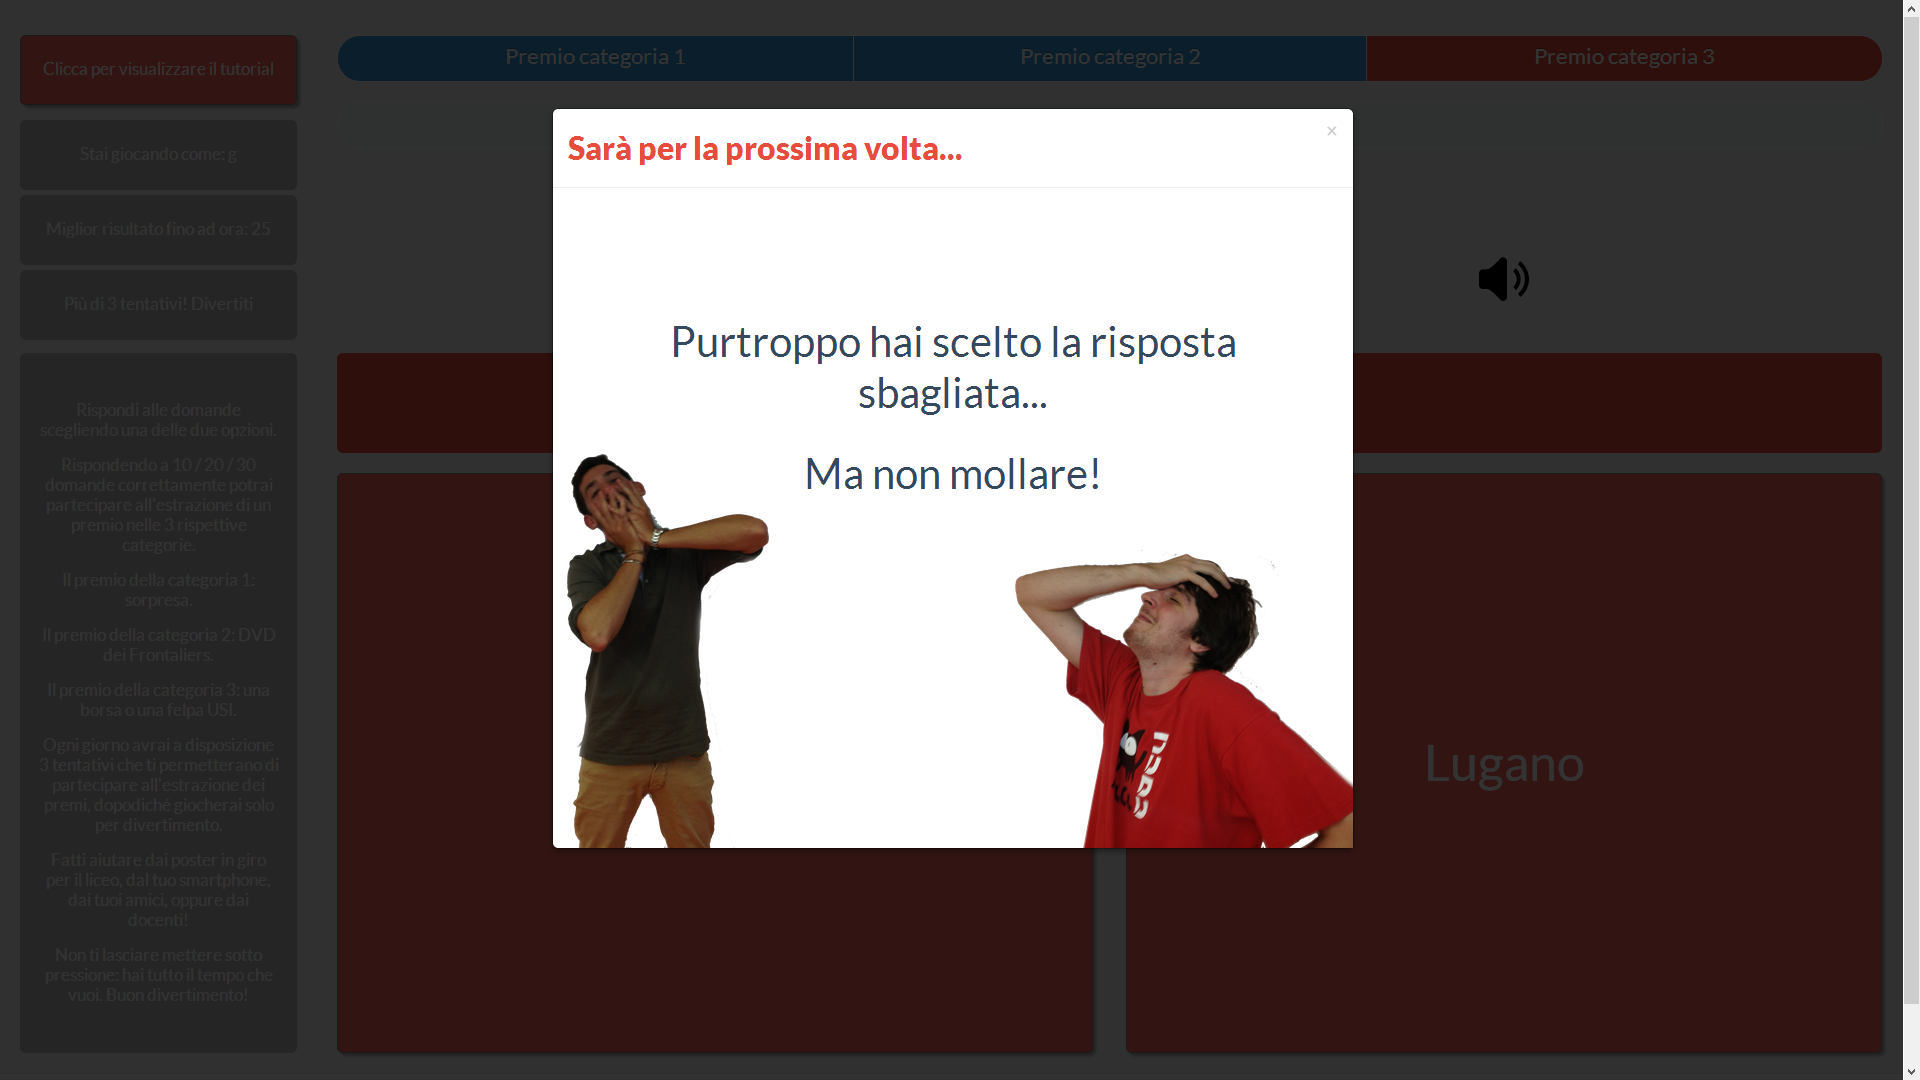 Clicca per visualizzare il tutorial
Premio categoria 1
Premio categoria 2
Premio categoria 3
Stai giocando come: g
Miglior risultato fino ad ora: 25
Più di 3 tentativi! Divertiti
Rispondi alle domande
scegliendo una delle due opzioni.
Rispondendo a 10 / 20 / 30
domande correttamente potrai
partecipare all'estrazione di un
premio nelle 3 rispettive
categorie.
Il premio della categoria 1:
sorpresa.
Il premio della categoria 2: DVD
dei Frontaliers.
Il premio della categoria 3: una
borsa o una felpa USI.
Ogni giorno avrai a disposizione
3 tentativi che ti permetterano di
partecipare all'estrazione dei
premi, dopodiché giocherai solo
per divertimento.
Fatti aiutare dai poster in giro
per il liceo, dal tuo smartphone,
dai tuoi amici, oppure dai
docenti!
Non ti lasciare mettere sotto
pressione: hai tutto il tempo che
vuoi. Buon divertimento!
Sarà per la prossima volta...
×
Purtroppo hai scelto la risposta
sbagliata...
Ma non mollare!
Lugano